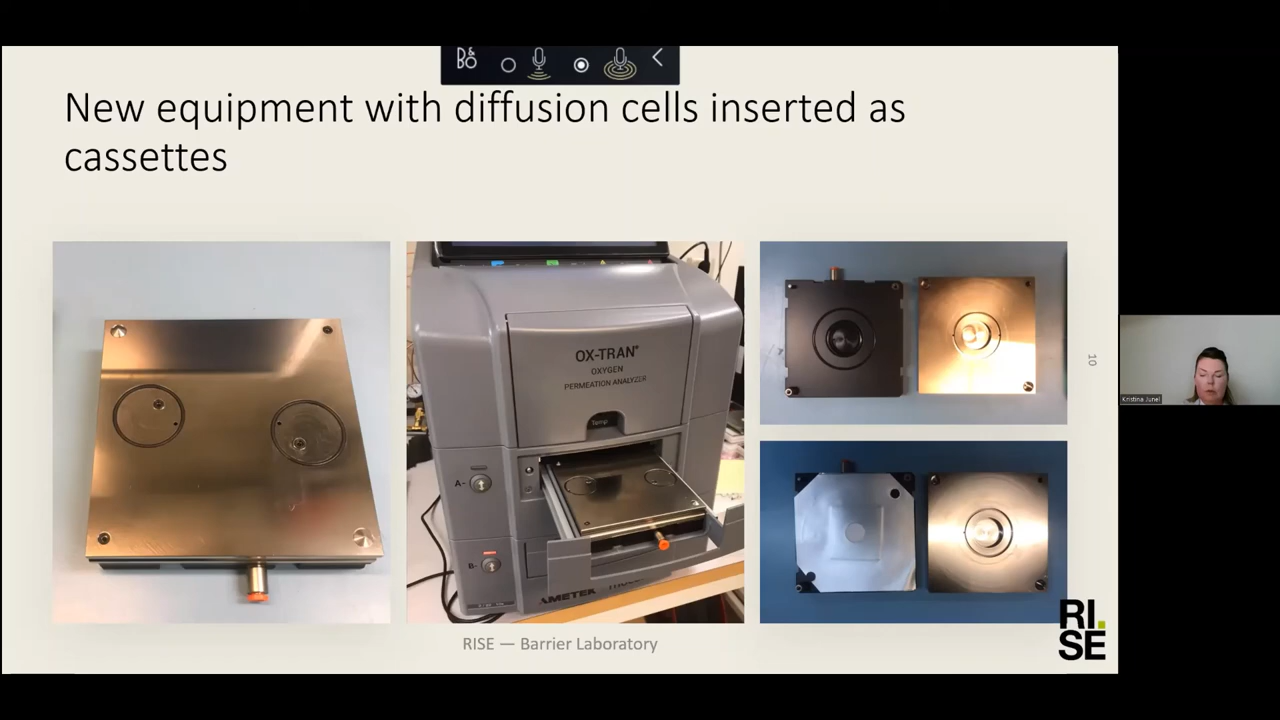 B&O
New equipment with diffusion cells inserted as
cassettes
OX-TRAN®
OXYGEN
PERMEATION ANALYZER
Temp
A-
B-
AMETEK
10
Kristina Junel
RISE — Barrier Laboratory
RI.
SE